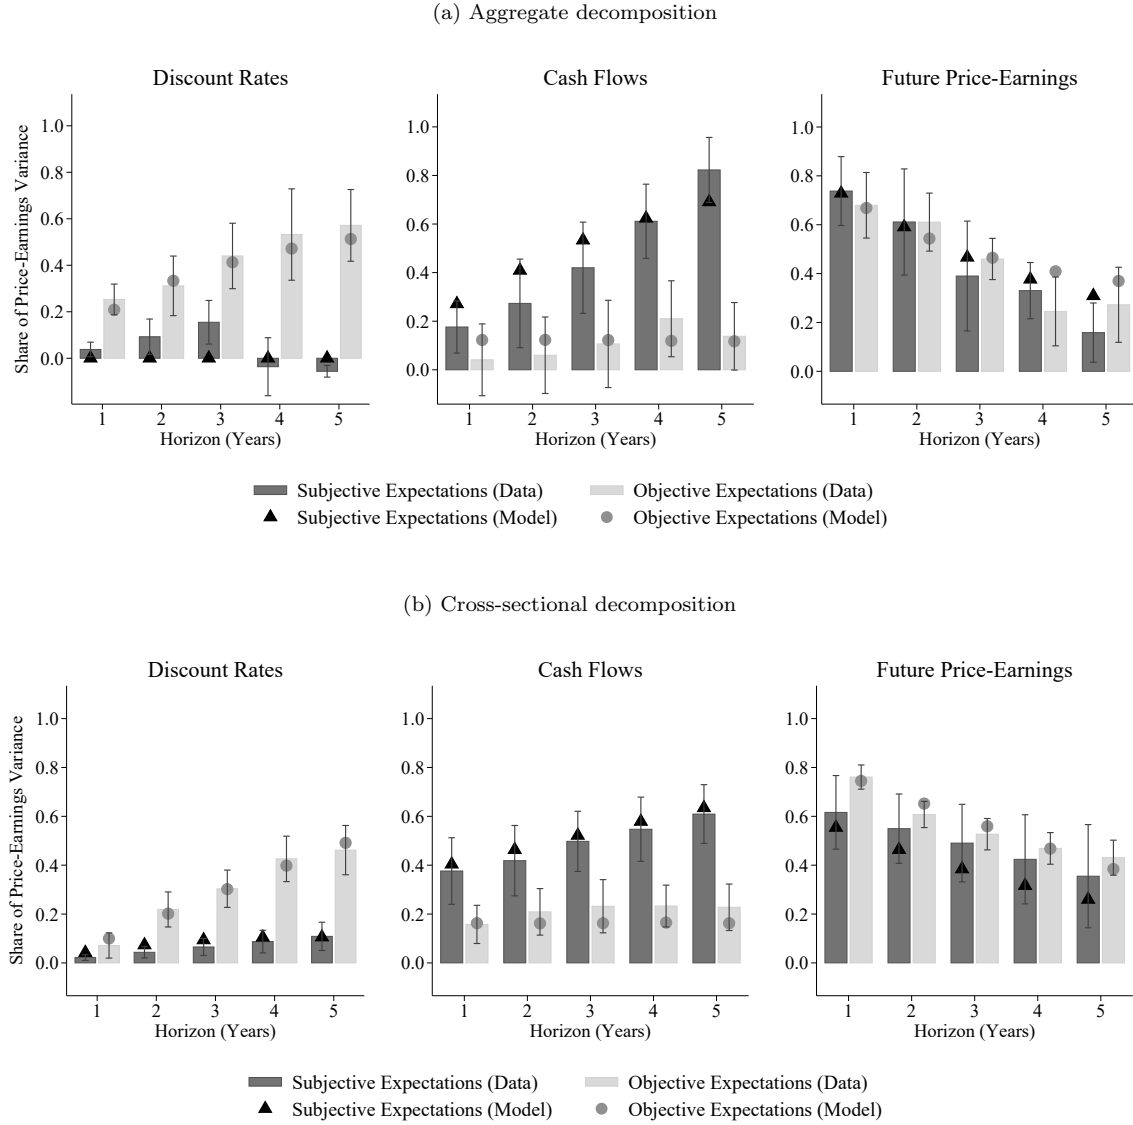 (a) Aggregate decomposition
Discount Rates
Cash Flows
Future Price-Earnings
Share of Price-Earnings Variance
1.0
0.8
0.6
0.4
0.2
0.0
1 2 3 4 5
Horizon (Years)
1.0
0.8
0.6
0.4
0.2
0.0
1 2 3 4 5
Horizon (Years)
1.0
0.8
0.6
0.4
0.2
0.0
1 2 3 4 5
Horizon (Years)
Subjective Expectations (Data)
Objective Expectations (Data)
Subjective Expectations (Model)
Objective Expectations (Model)
(b) Cross-sectional decomposition
Discount Rates
Cash Flows
Future Price-Earnings
Share of Price-Earnings Variance
1.0
0.8
0.6
0.4
0.2
0.0
1 2 3 4 5
Horizon (Years)
1.0
0.8
0.6
0.4
0.2
0.0
1 2 3 4 5
Horizon (Years)
1.0
0.8
0.6
0.4
0.2
0.0
1 2 3 4 5
Horizon (Years)
Subjective Expectations (Data)
Objective Expectations (Data)
Subjective Expectations (Model)
Objective Expectations (Model)